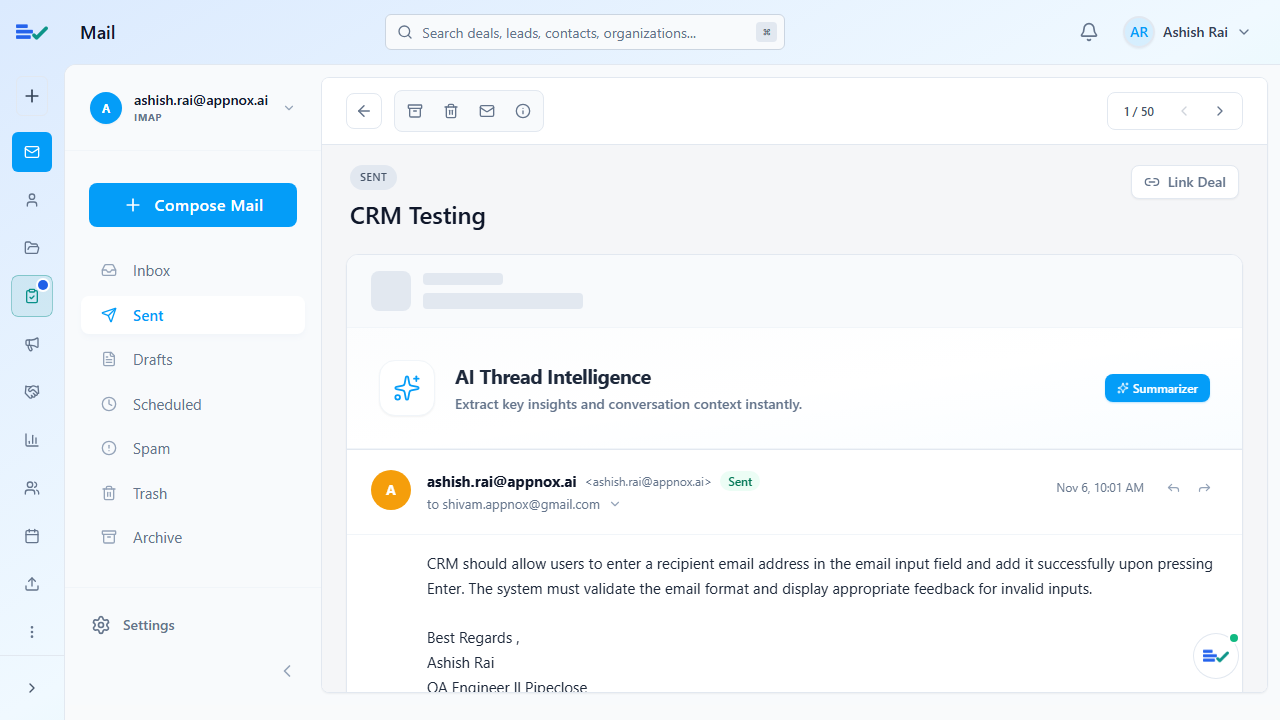 Mail
Search deals, leads, contacts, organizations...
⌘
AR
Ashish Rai
A
ashish.rai@appnox.ai
IMAP
Compose Mail
Inbox
Sent
Drafts
Scheduled
Spam
Trash
Archive
Settings
1 / 50
SENT
Link Deal
CRM Testing
AI Thread Intelligence
Extract key insights and conversation context instantly.
Summarizer
A
ashish.rai@appnox.ai <ashish.rai@appnox.ai> Sent
to shivam.appnox@gmail.com
Nov 6, 10:01 AM
CRM should allow users to enter a recipient email address in the email input field and add it successfully upon pressing
Enter. The system must validate the email format and display appropriate feedback for invalid inputs.
Best Regards ,
Ashish Rai
QA Engineer || Pipeclose